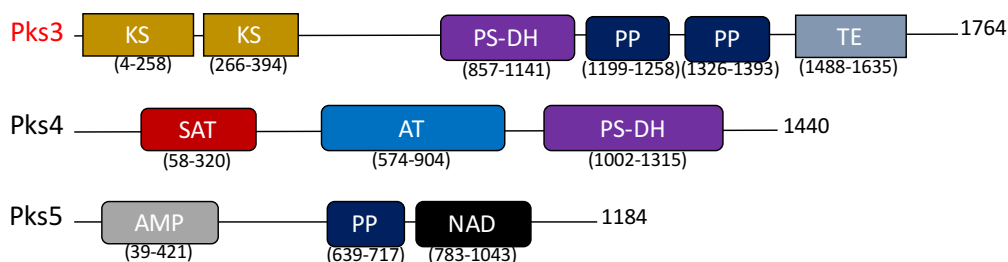 Pks3 KS KS PS-DH PP PP TE 1764
(4-258) (266-394) (857-1141) (1199-1258) (1326-1393) (1488-1635)
Pks4 SAT AT PS-DH 1440
(58-320) (574-904) (1002-1315)
Pks5 AMP PP NAD 1184
(39-421) (639-717) (783-1043)